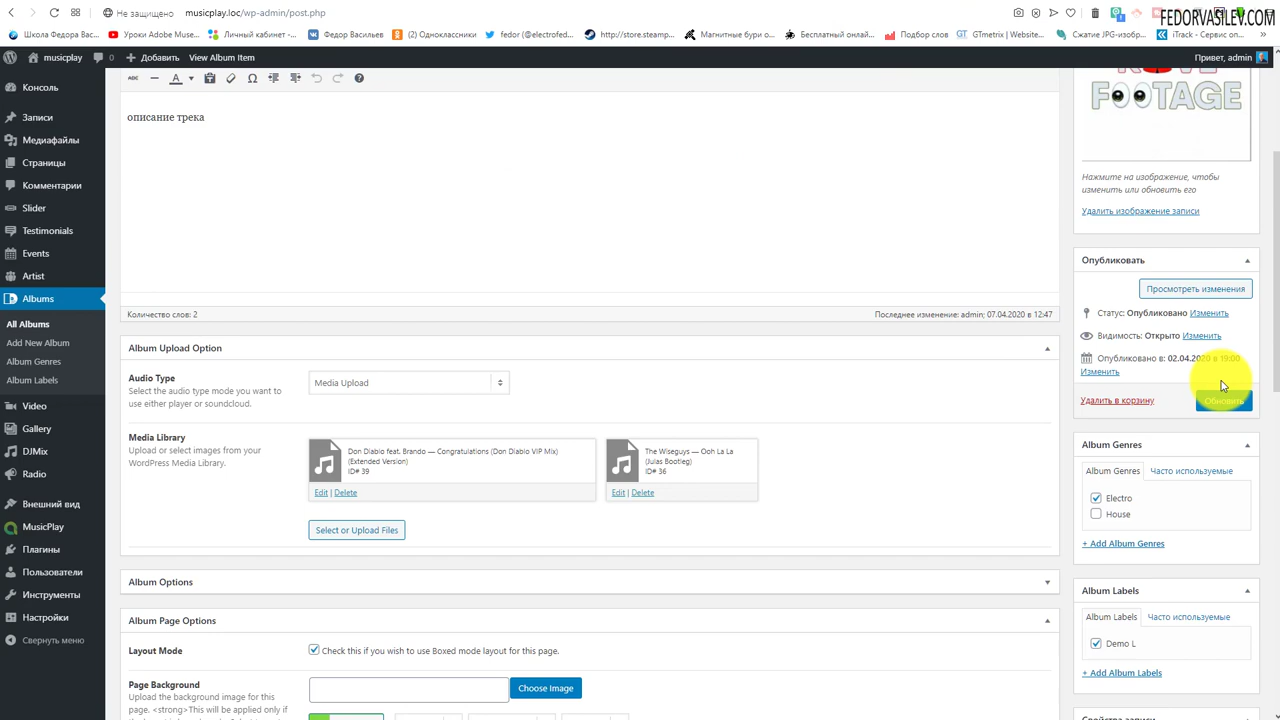 Не защищено musicplay.loc/wp-admin/post.php
FEDORVASILEV.COM
Школа Федора Вас... Уроки Adobe Muse... Личный кабинет -... Федор Васильев (2) Одноклассники fedor (@electrofed... http://store.steamp... Магнитные бури о... Бесплатный онлай... Подбор слов GTmetrix | Website... Сжатие JPG-изобр... iTrack - Сервис оп...
musicplay 0 Добавить View Album Item Привет, admin
Консоль
Записи
Медиафайлы
Страницы
Комментарии
Slider
Testimonials
Events
Artist
Albums
All Albums
Add New Album
Album Genres
Album Labels
Video
Gallery
DJMix
Radio
Внешний вид
MusicPlay
Плагины
Пользователи
Инструменты
Настройки
Свернуть меню
ABC A
описание трека
Количество слов: 2 Последнее изменение: admin; 07.04.2020 в 12:47
Album Upload Option
Audio Type
Select the audio type mode you want to use either player or soundcloud.
Media Upload
Media Library
Upload or select images from your
WordPress Media Library.
Don Diablo feat. Brando — Congratulations (Don Diablo VIP Mix)
(Extended Version)
ID# 39
Edit | Delete
The Wiseguys — Ooh La La
(Julas Bootleg)
ID# 36
Edit | Delete
Select or Upload Files
Album Options
Album Page Options
Layout Mode
Check this if you wish to use Boxed mode layout for this page.
Page Background
Upload the background image for this
page. <strong>This will be applied only if
Choose Image
FOOTAGE
Нажмите на изображение, чтобы
изменить или обновить его
Удалить изображение записи
Опубликовать
Просмотреть изменения
Статус: Опубликовано Изменить
Видимость: Открыто Изменить
Опубликовано в: 02.04.2020 в 19:00
Изменить
Удалить в корзину Обновить
Album Genres
Album Genres Часто используемые
Electro
House
+ Add Album Genres
Album Labels
Album Labels Часто используемые
Demo L
+ Add Album Labels
Свойства записи